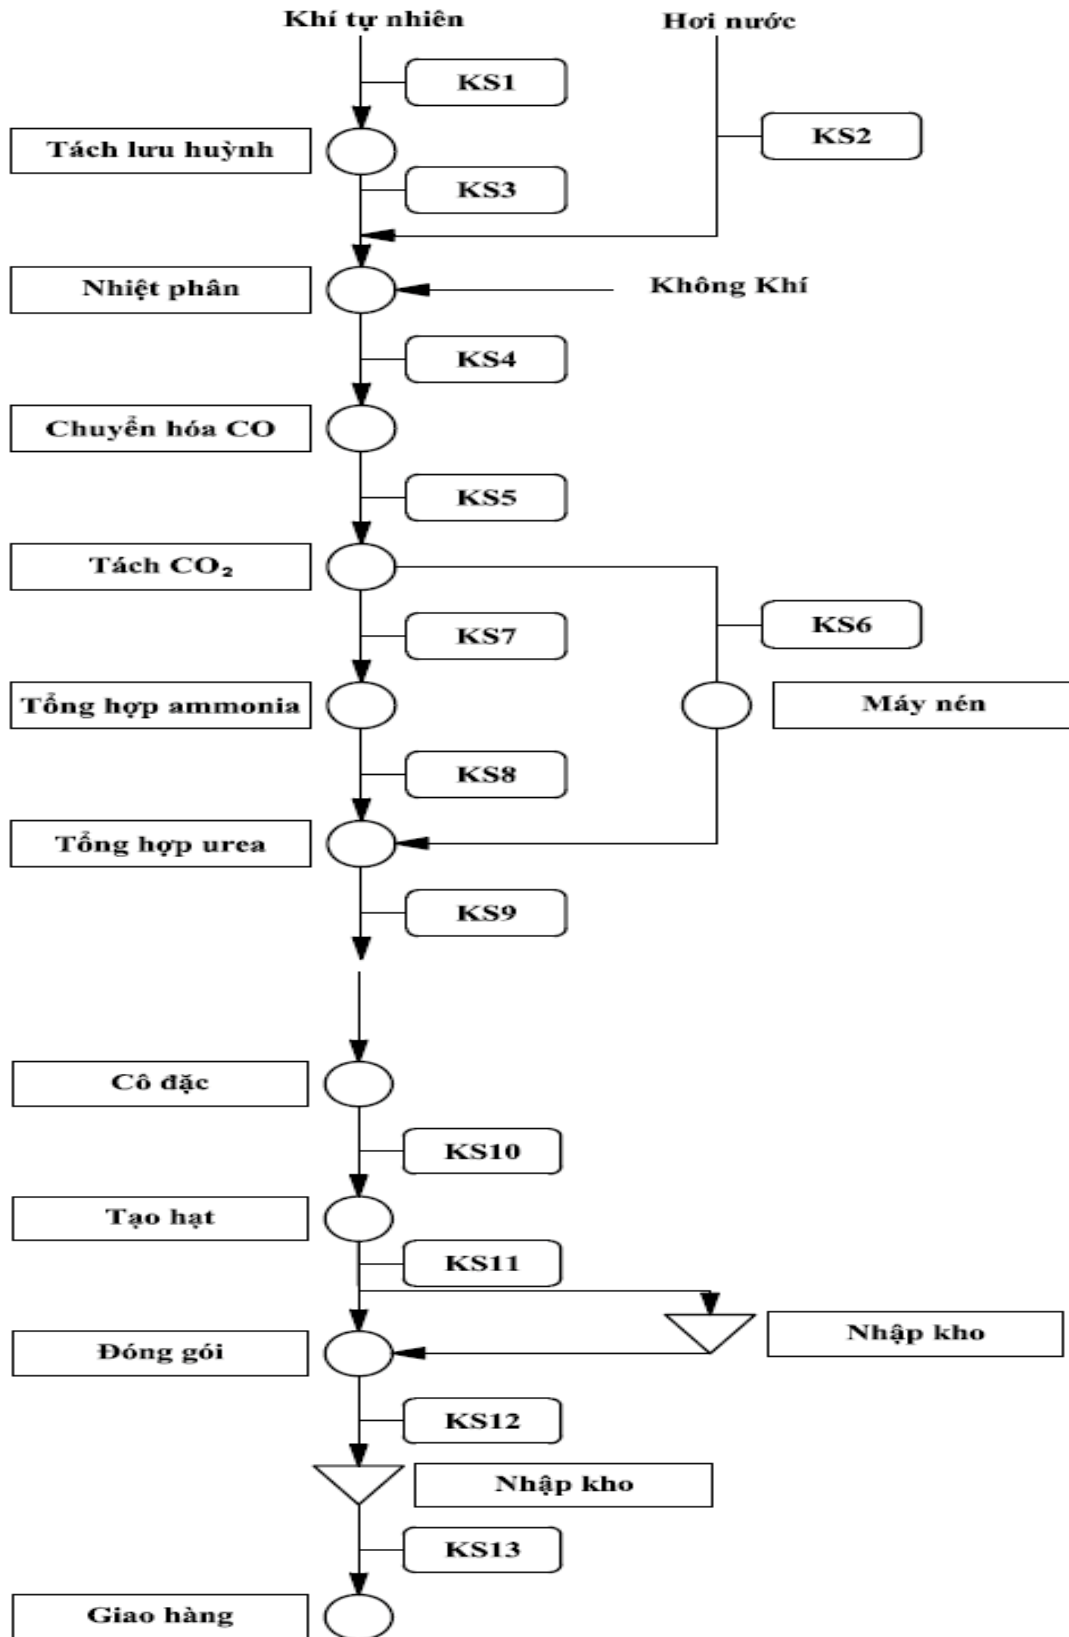 Khí tự nhiên
Hơi nước
KS1
KS2
Tách lưu huỳnh
KS3
Nhiệt phân
Không Khí
KS4
Chuyển hóa CO
KS5
Tách CO₂
KS6
KS7
Tổng hợp ammonia
Máy nén
KS8
Tổng hợp urea
KS9
Cô đặc
KS10
Tạo hạt
KS11
Đóng gói
Nhập kho
KS12
Nhập kho
KS13
Giao hàng